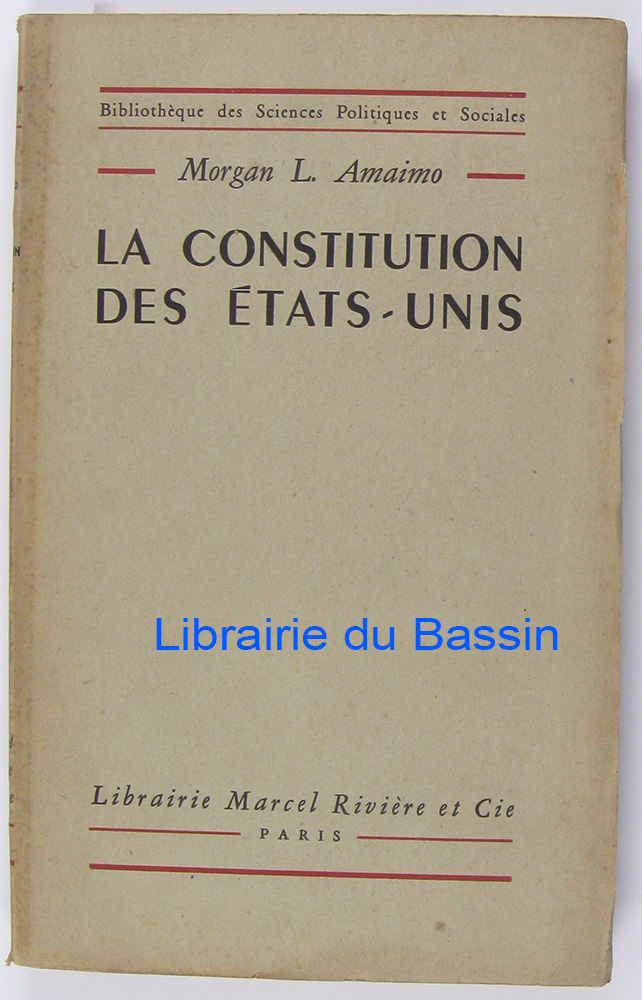 Bibliothèque des Sciences Politiques et Sociales
Morgan L. Amaimo
LA CONSTITUTION
DES ÉTATS-UNIS
Librairie du Bassin
Librairie Marcel Rivière et Cie
PARIS